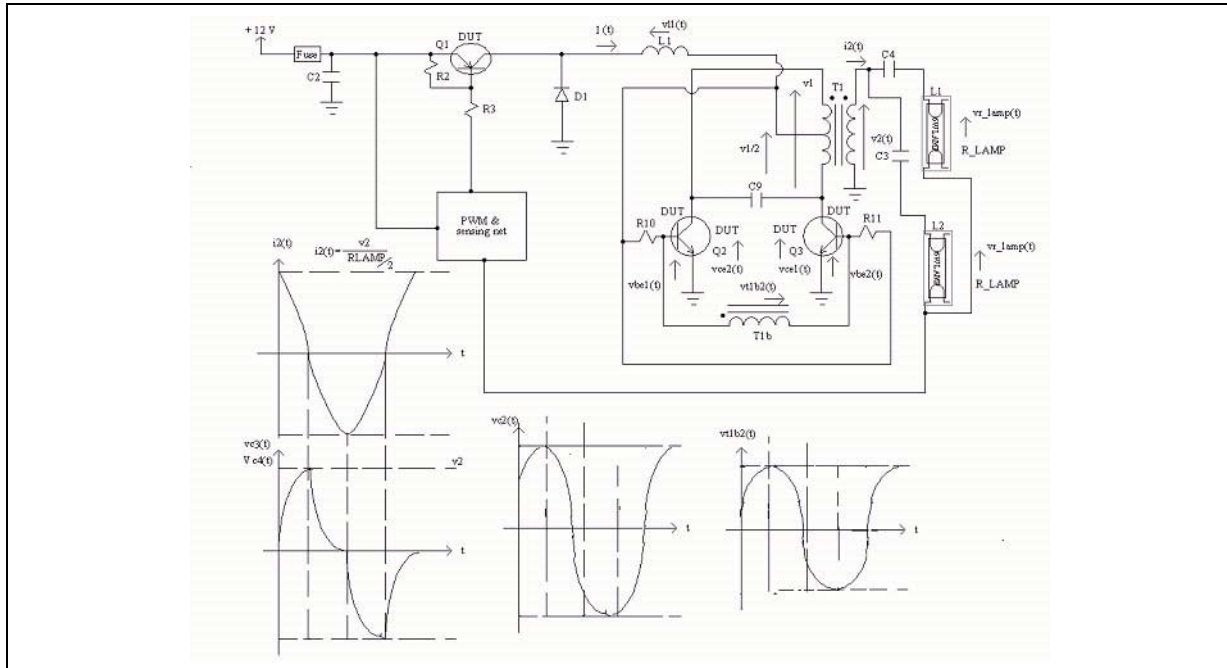 + 12 V
Fuse
C2
Q1
DUT
R2
R3
D1
I (t)
vl1(t)
L1
PWM &
sensing net
v1
v1/2
T1
v2(t)
i2(t)
C4
C3
L1
vr_lamp(t)
R_LAMP
L2
vr_lamp(t)
R_LAMP
C9
R10
DUT
DUT
Q2
vce2(t)
vbe1(t)
DUT
DUT
Q3
vce1(t)
vbe2(t)
R11
vt1b2(t)
T1b
i2(t)
i2(t)= v2
RLAMP/2
t
vc3(t)
Vc4(t)
v2
t
vc2(t)
t
vt1b2(t)
t